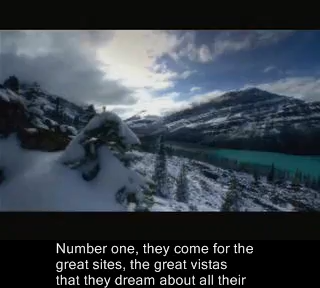 Number one, they come for the
great sites, the great vistas
that they dream about all their